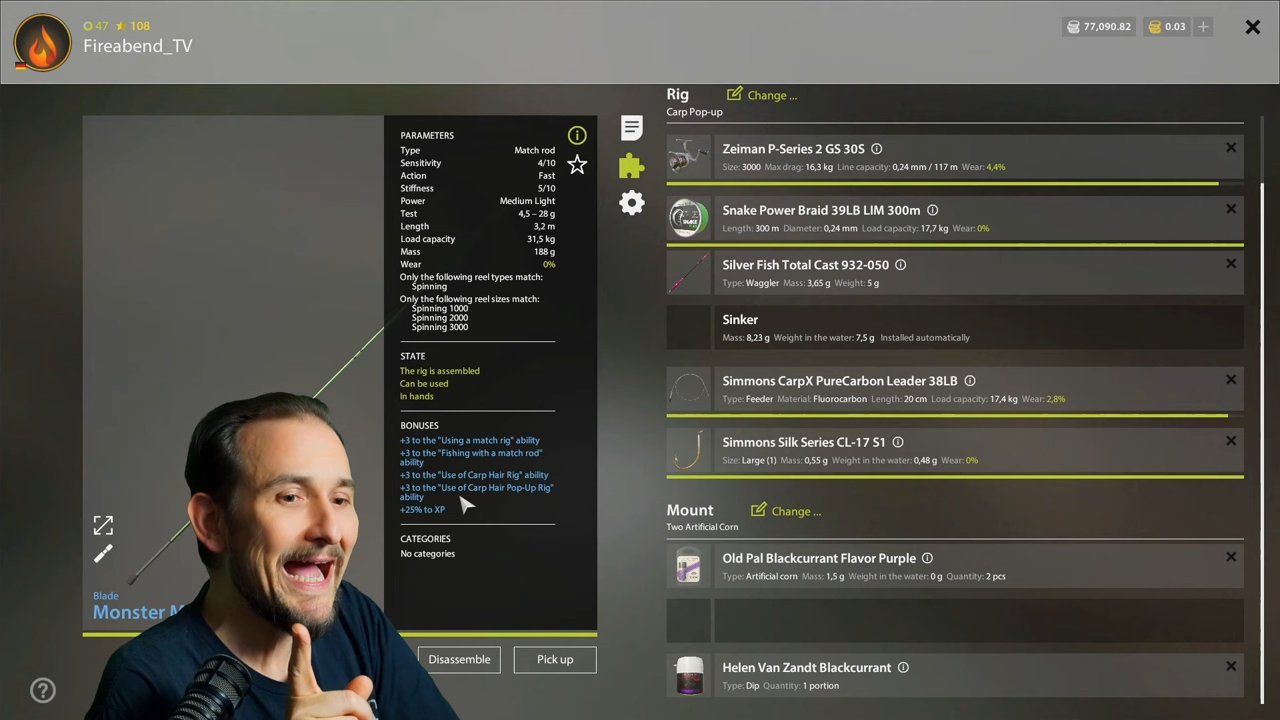 47 108
Fireabend_TV
77,090.82 0.03
PARAMETERS
Type Match rod
Sensitivity 4/10
Action Fast
Stiffness 5/10
Power Medium Light
Test 4,5 – 28 g
Length 3,2 m
Load capacity 31,5 kg
Mass 188 g
Wear 0%
Only the following reel types match:
Spinning
Only the following reel sizes match:
Spinning 1000
Spinning 2000
Spinning 3000
STATE
The rig is assembled
Can be used
In hands
BONUSES
+3 to the "Using a match rig" ability
+3 to the "Fishing with a match rod"
ability
+3 to the "Use of Carp Hair Rig" ability
+3 to the "Use of Carp Hair Pop-Up Rig"
ability
+25% to XP
CATEGORIES
No categories
Blade
Monster
Disassemble
Pick up
?
Rig Change ...
Carp Pop-up
Zeiman P-Series 2 GS 30S
Size: 3000 Max drag: 16,3 kg Line capacity: 0,24 mm / 117 m Wear: 4,4%
Snake Power Braid 39LB LIM 300m
Length: 300 m Diameter: 0,24 mm Load capacity: 17,7 kg Wear: 0%
Silver Fish Total Cast 932-050
Type: Waggler Mass: 3,65 g Weight: 5 g
Sinker
Mass: 8,23 g Weight in the water: 7,5 g Installed automatically
Simmons CarpX PureCarbon Leader 38LB
Type: Feeder Material: Fluorocarbon Length: 20 cm Load capacity: 17,4 kg Wear: 2,8%
Simmons Silk Series CL-17 S1
Size: Large (1) Mass: 0,55 g Weight in the water: 0,48 g Wear: 0%
Mount Change ...
Two Artificial Corn
Old Pal Blackcurrant Flavor Purple
Type: Artificial corn Mass: 1,5 g Weight in the water: 0 g Quantity: 2 pcs
Helen Van Zandt Blackcurrant
Type: Dip Quantity: 1 portion